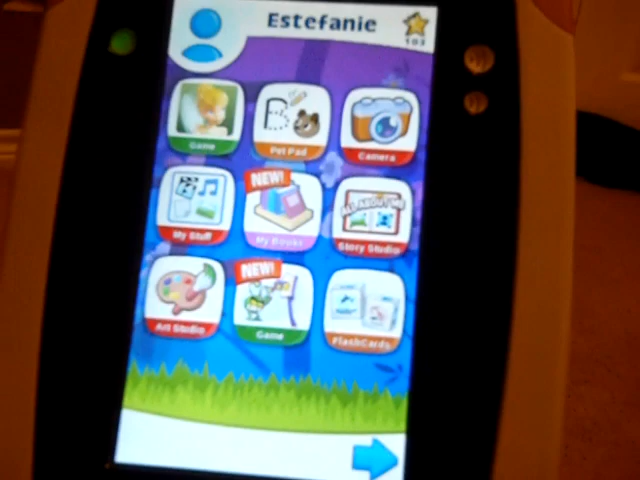 Estefanie
103
B
Game
Pet Pad
Camera
NEW!
ALL ABOUT ME
My Stuff
My Books
Story Studio
NEW!
Art Studio
Game
FlashCards